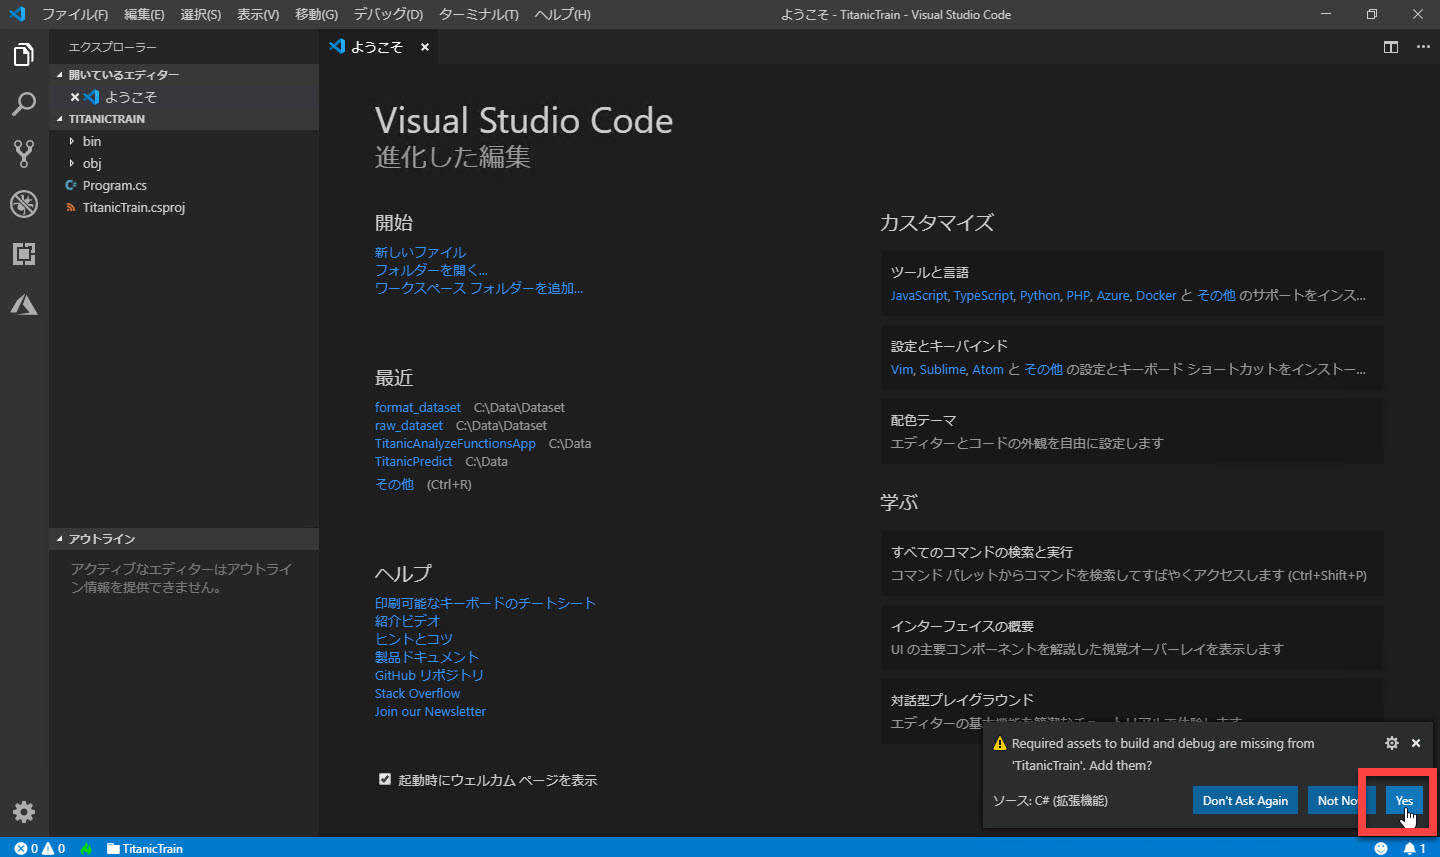 ファイル(F) 編集(E) 選択(S) 表示(V) 移動(G) デバッグ(D) ターミナル(T) ヘルプ(H) ようこそ - TitanicTrain - Visual Studio Code
エクスプローラー
ようこそ
開いているエディター
ようこそ
TITANICTRAIN
bin
obj
Program.cs
TitanicTrain.csproj
アウトライン
アクティブなエディターはアウトライ
ン情報を提供できません。
Visual Studio Code
進化した編集
開始
新しいファイル
フォルダーを開く...
ワークスペース フォルダーを追加...
最近
format_dataset C:\Data\Dataset
raw_dataset C:\Data\Dataset
TitanicAnalyzeFunctionsApp C:\Data
TitanicPredict C:\Data
その他 (Ctrl+R)
ヘルプ
印刷可能なキーボードのチートシート
紹介ビデオ
ヒントとコツ
製品ドキュメント
GitHub リポジトリ
Stack Overflow
Join our Newsletter
起動時にウェルカム ページを表示
カスタマイズ
ツールと言語
JavaScript, TypeScript, Python, PHP, Azure, Docker と その他 のサポートをインス...
設定とキーバインド
Vim, Sublime, Atom と その他 の設定とキーボード ショートカットをインストー...
配色テーマ
エディターとコードの外観を自由に設定します
学ぶ
すべてのコマンドの検索と実行
コマンド パレットからコマンドを検索してすばやくアクセスします (Ctrl+Shift+P)
インターフェイスの概要
UI の主要コンポーネントを解説した視覚オーバーレイを表示します
対話型プレイグラウンド
エディターの基本
Required assets to build and debug are missing from
'TitanicTrain'. Add them?
ソース: C# (拡張機能) Don't Ask Again Not No Yes
0 0 TitanicTrain 1